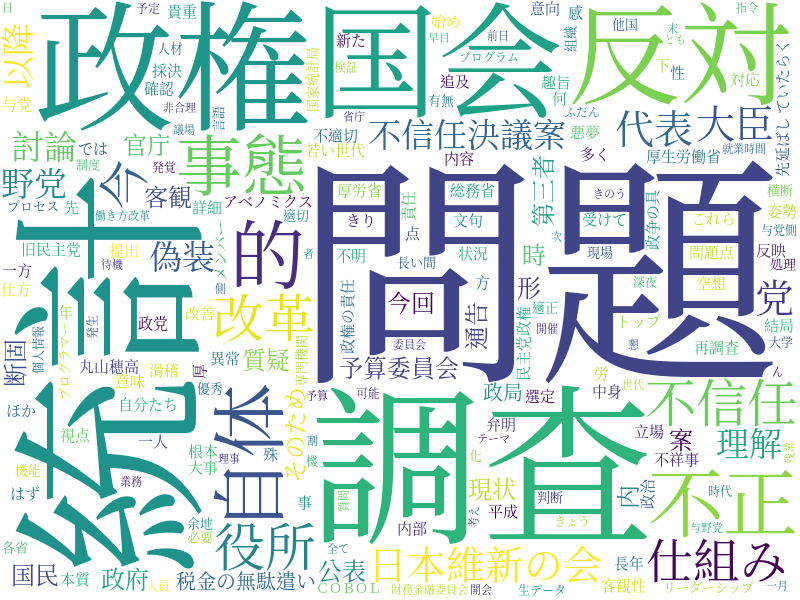 政権
国会
反対
問題
統計
調査
事態
以降
討論
野党
今
官庁
客観
偽装
的
改革
自体
役所
そのため
質疑
予算委員会
今回
通告
形
時
党
第三者
代表
大臣
不信任決議案
不信任
不正
理解
案
仕組み
内
現状
日本維新の会
公表
税金の無駄遣い
政府
国民
断固
日
予定
貴重
始め
意向
感
他国
末
とも
指令
人材
新た
早目
前日
組織
プログラム
下
性
対応
ふだん
先延ばししていたらく
与党
採決
確認
非合理
国家統計局
検証
追及
有無
趣旨
何
悪夢
議場
発覚
言語
省庁
不適切
若い世代
内容
多く
厚生労働省
就業時間
では
制度
プロセス
先
働き方改革
アベノミクス
詳細
適切
厚労省
責任
総務省
きり
文句
点
受けて
きのう
これら
横断
姿勢
与党側
政争の具
旧民主党
提出
メンバー
不明
状況
長い間
方
次
現場
問題点
反映
処理
一方
待機
者
側
仕方
年
発生
政党
改善
政権の責任
深夜
空想
適正
トップ
開催
民主党政権
委員会
結局
再調査
大学
個人情報
プログラマー
丸山穂高
滑稽
異常
厚
専門機関
懇
ん
意味
優秀
予算
可能
政局
労
中身
世代
ほか
自分たち
選定
弁明
テーマ
立場
視点
一人
根本
大事
殊
割
機
理事
化
不祥事
残業
機能
はず
業務
事
質問
考え
判断
政治
時代
与野党
余地
必要
内部
平成
きょう
各省
本質
長年
全て
人員
COBOL
財務金融委員会
開会
生データ
客観性
リーダーシップ
一月